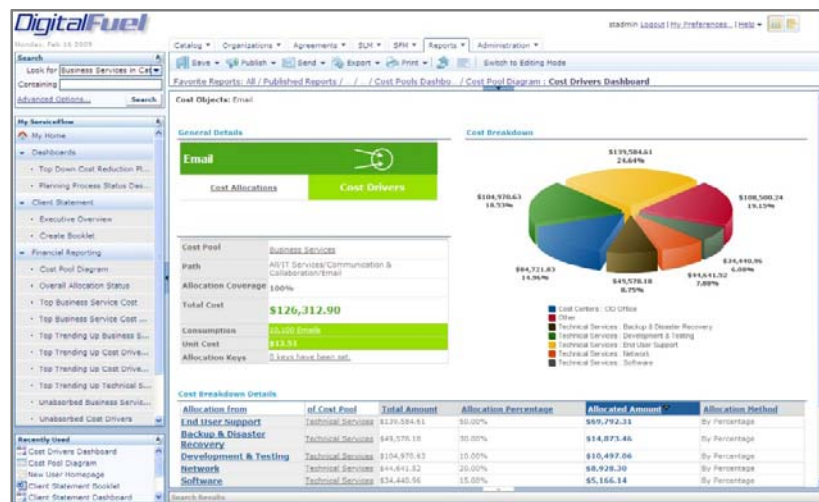 DigitalFuel
stadmin Logout | My Preferences... | Help
Monday, Feb 16 2009
Catalog Organizations Agreements SLM SPM Reports Administration
Search
Look for Business Services in Cat
Containing
Advanced Options... Search
Save Publish Send Export Print Switch to Editing Mode
Favorite Reports: All / Published Reports / ... / ... / Cost Pools Dashbo... / Cost Pool Diagram : Cost Drivers Dashboard
Cost Objects: Email
My ServiceFlow
My Home
Dashboards
Top Down Cost Reduction Pl...
Planning Process Status Das...
Client Statement
Executive Overview
Create Booklet
Financial Reporting
Cost Pool Diagram
Overall Allocation Status
Top Business Service Cost
Top Business Service Cost ...
Top Trending Up Business S...
Top Trending Up Cost Drive...
Top Trending Up Cost Drive...
Top Trending Up Technical S...
Unabsorbed Business Servic...
Unabsorbed Cost Drivers
Recently Used
Cost Drivers Dashboard
Cost Pool Diagram
New User Homepage
Client Statement Booklet
Client Statement Dashboard
General Details
Email
Cost Allocations Cost Drivers
Cost Pool Business Services
Path All/IT Services/Communication &
Collaboration/Email
Allocation Coverage 100%
Total Cost $126,312.90
Consumption 10,100 Emails
Unit Cost
Allocation Keys 0 keys have been set.
Cost Breakdown
$139,584.61
24.64%
$108,500.24
19.15%
$34,440.96
6.08%
$44,641.52
7.88%
$49,578.18
8.75%
$84,721.83
14.96%
$104,970.63
18.53%
Cost Centers : CIO Office
Other
Technical Services : Backup & Disaster Recovery
Technical Services : Development & Testing
Technical Services : End User Support
Technical Services : Network
Technical Services : Software
Cost Breakdown Details
Allocation from of Cost Pool Total Amount Allocation Percentage Allocated Amount Allocation Method
End User Support Technical Services $139,584.61 50.00% $69,792.31 By Percentage
Backup & Disaster
Recovery Technical Services $49,578.18 30.00% $14,873.46 By Percentage
Development & Testing Technical Services $104,970.63 10.00% $10,497.06 By Percentage
Network Technical Services $44,641.52 20.00% $8,928.30 By Percentage
Software Technical Services $34,440.96 15.00% $5,166.14 By Percentage
Search Results